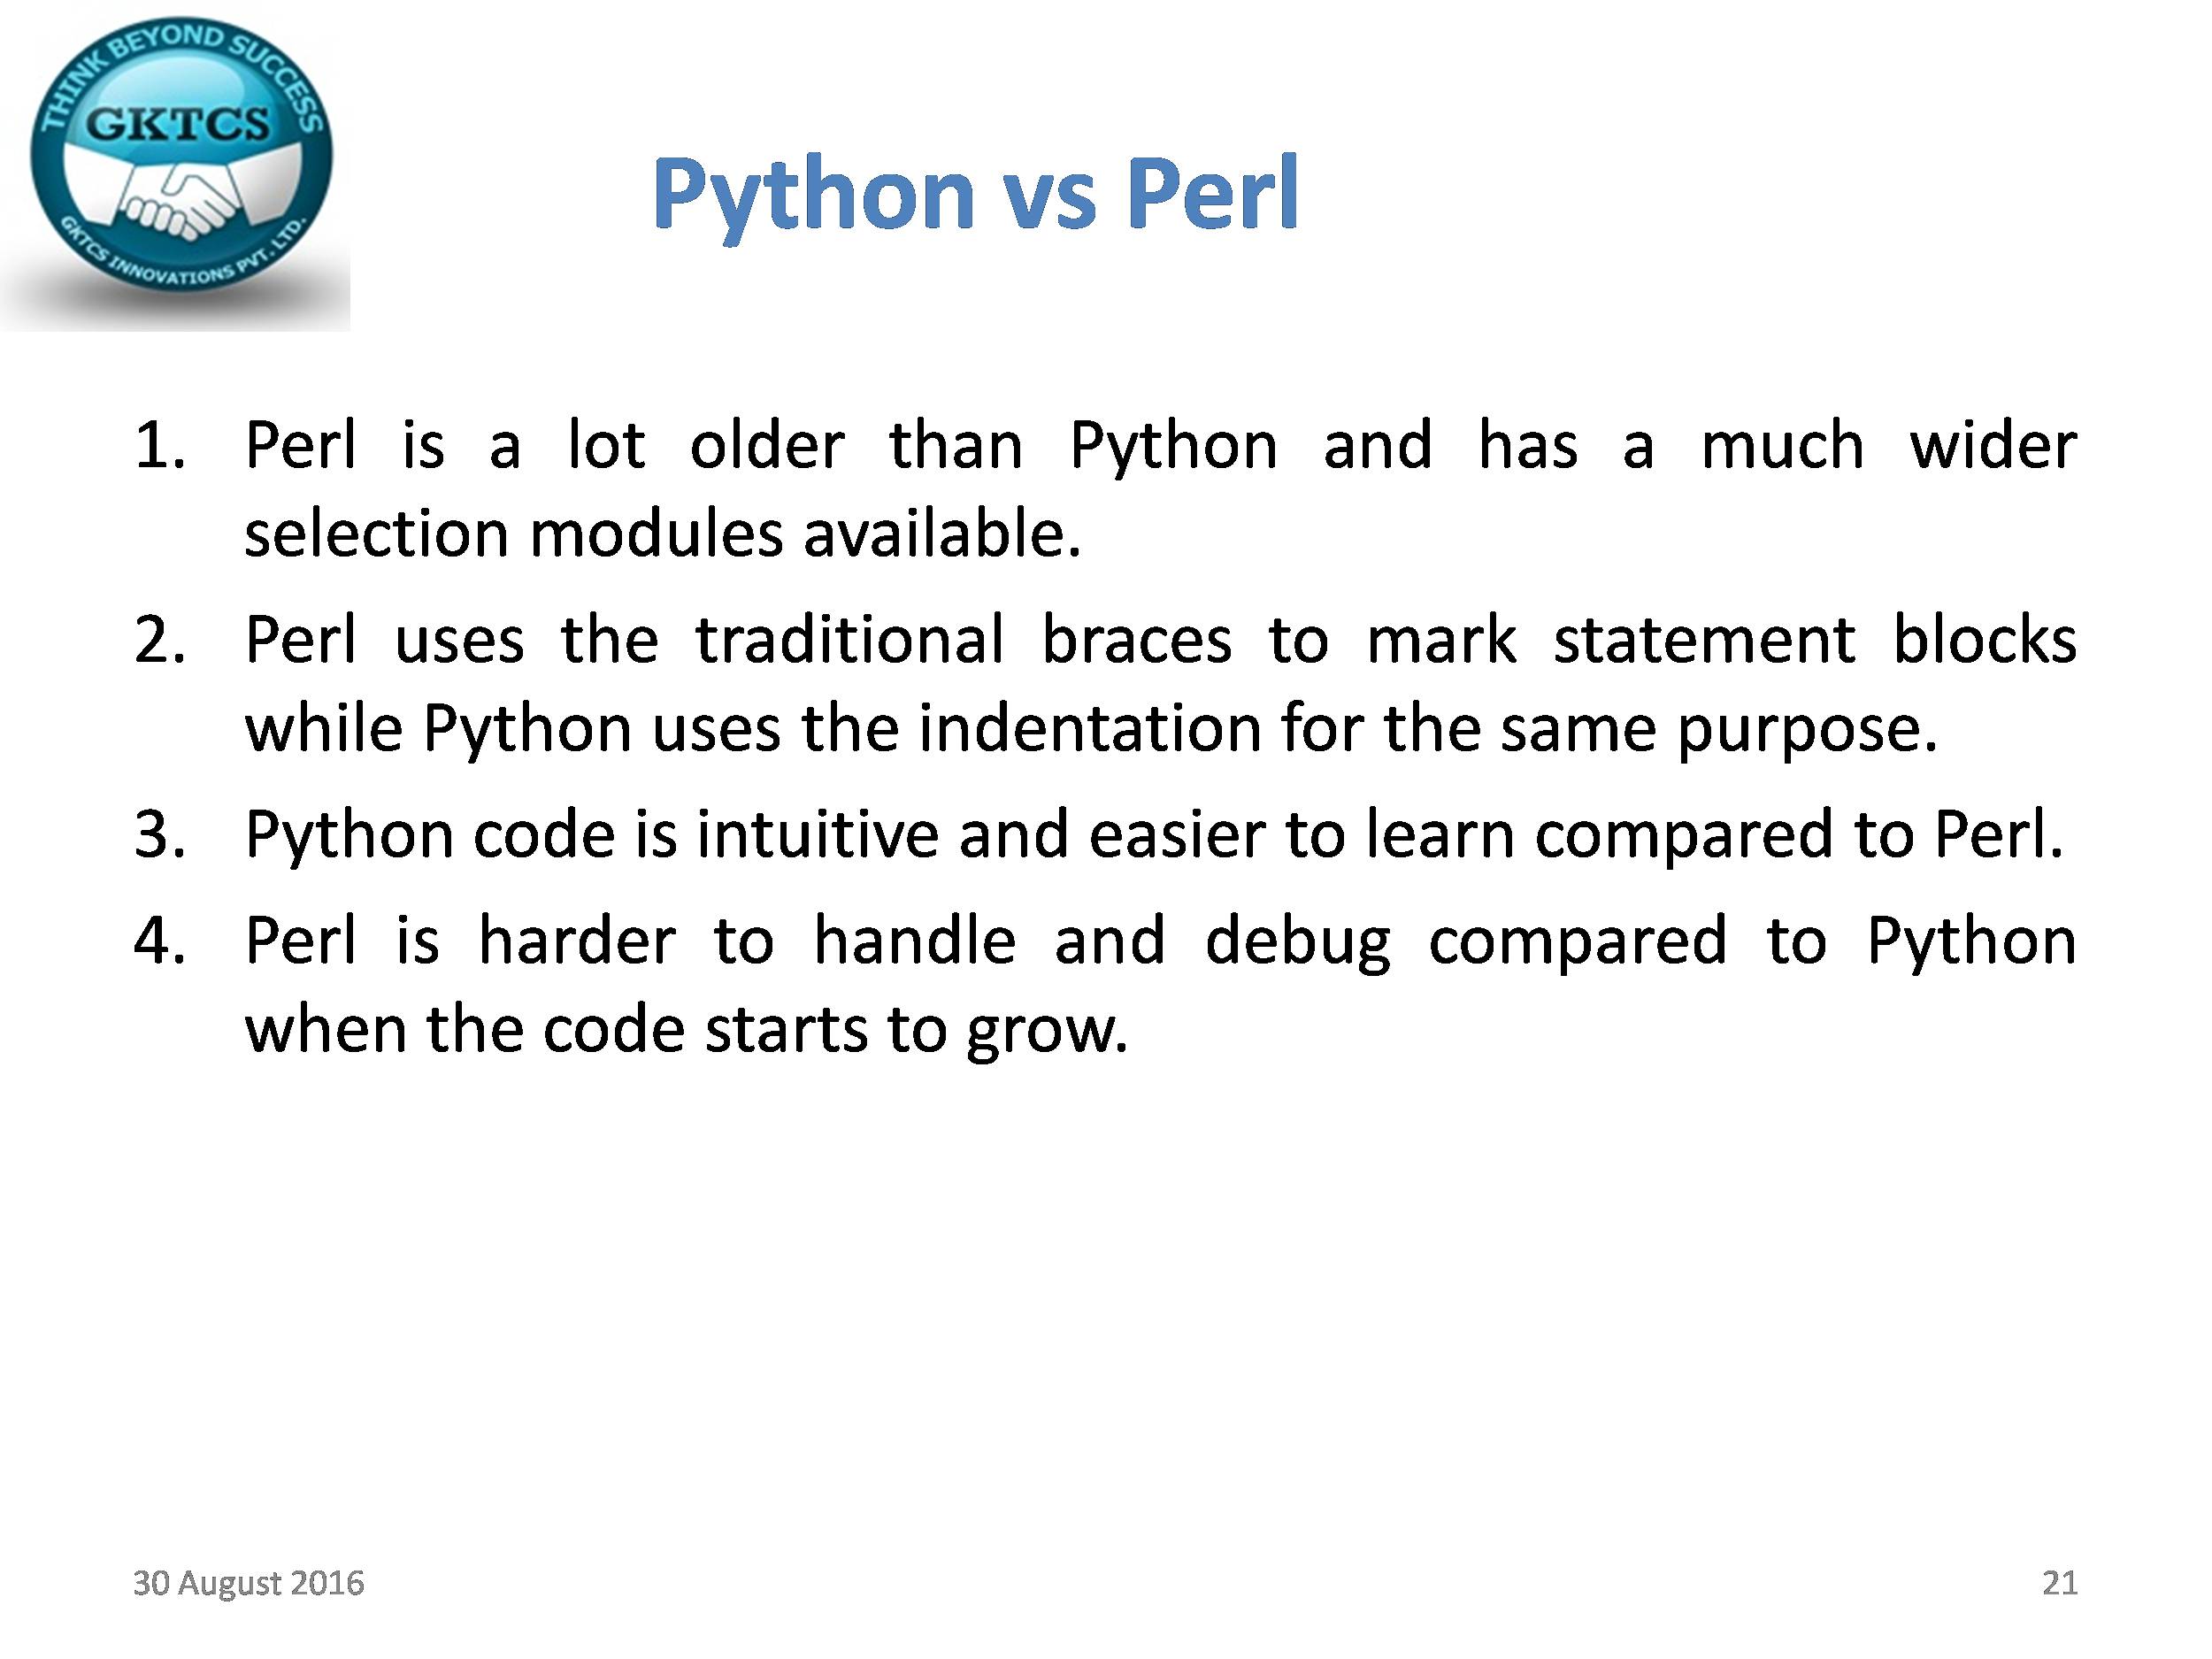 THINK BEYOND SUCCESS
GKTCS
GKTCS INNOVATIONS PVT. LTD.
Python vs Perl
1. Perl is a lot older than Python and has a much wider
selection modules available.
2. Perl uses the traditional braces to mark statement blocks
while Python uses the indentation for the same purpose.
3. Python code is intuitive and easier to learn compared to Perl.
4. Perl is harder to handle and debug compared to Python
when the code starts to grow.
30 August 2016
21